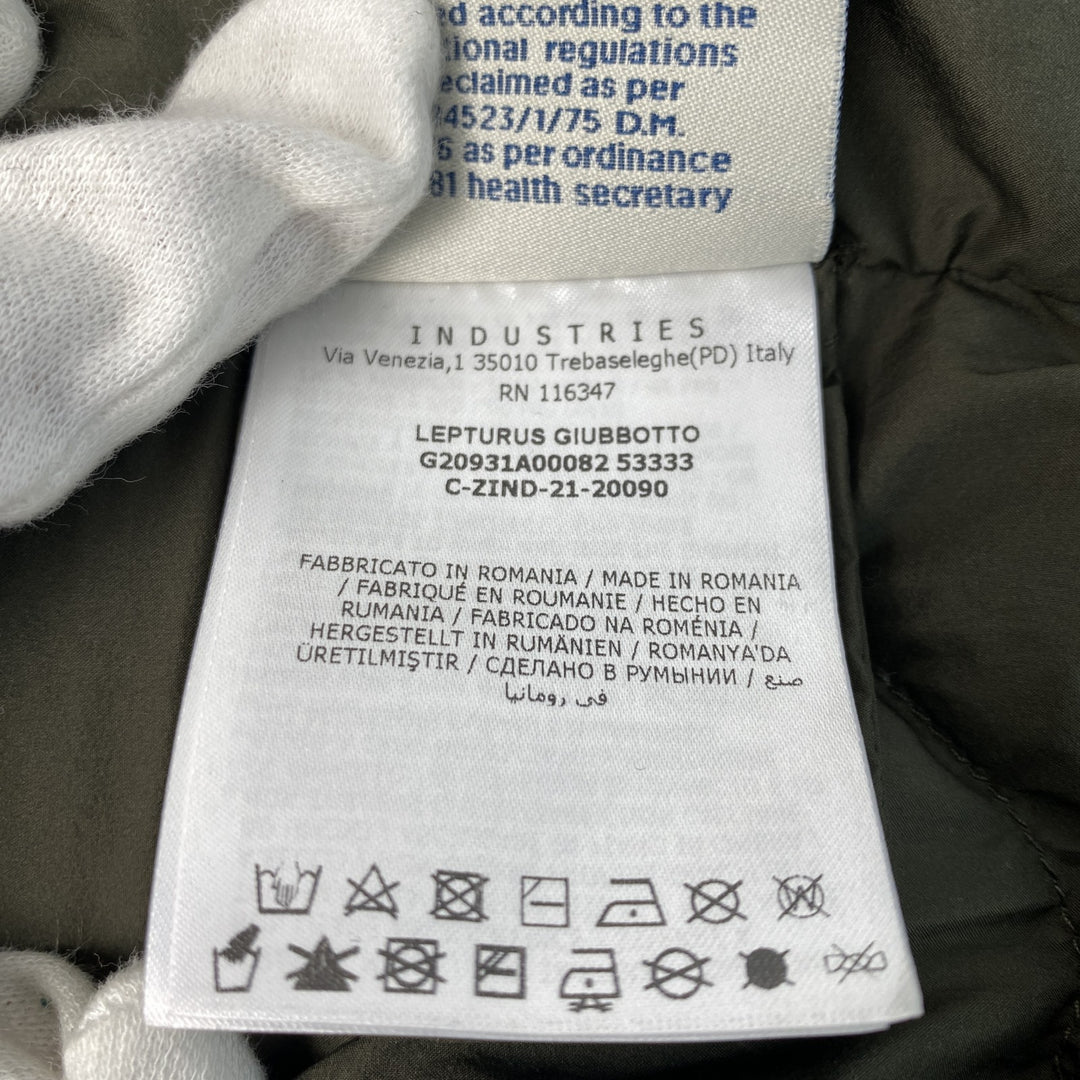 d according to the
ional regulations
eclaimed as per
4523/1/75 D.M.
6 as per ordinance
81 health secretary
INDUSTRIES
Via Venezia,1 35010 Trebaseleghe(PD) Italy
RN 116347
LEPTURUS GIUBBOTTO
G20931A00082 53333
C-ZIND-21-20090
FABBRICATO IN ROMANIA / MADE IN ROMANIA
/ FABRIQUÉ EN ROUMANIE / HECHO EN
RUMANIA / FABRICADO NA ROMÉNIA /
HERGESTELLT IN RUMÄNIEN / ROMANYA'DA
ÜRETILMIŞTIR / СДЕЛАНО В РУМЫНИИ / صنع
في رومانيا
W